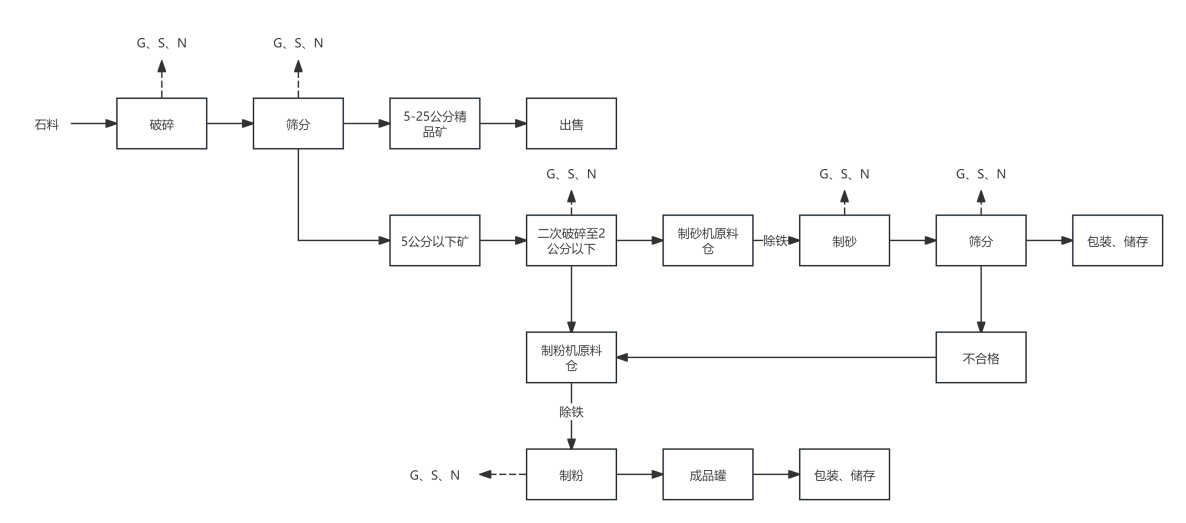 G、S、N
G、S、N
石料
破碎
筛分
5-25公分精
品矿
出售
G、S、N
G、S、N
G、S、N
5公分以下矿
二次破碎至2
公分以下
制砂机原料
仓
除铁
制砂
筛分
包装、储存
制粉机原料
仓
不合格
除铁
G、S、N
制粉
成品罐
包装、储存